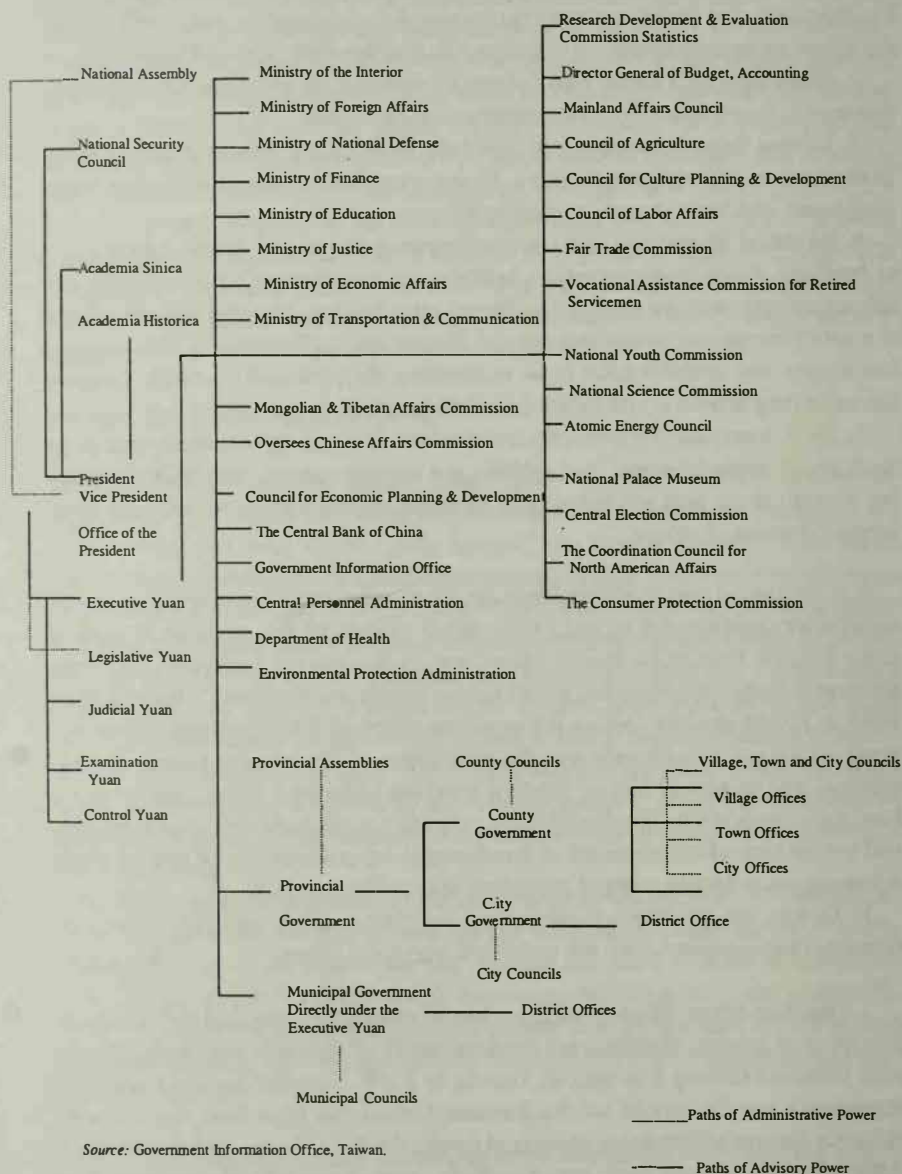 National Assembly
National Security
Council
Academia Sinica
Academia Historica
President
Vice President
Office of the
President
Executive Yuan
Legislative Yuan
Judicial Yuan
Examination
Yuan
Control Yuan
Ministry of the Interior
Ministry of Foreign Affairs
Ministry of National Defense
Ministry of Finance
Ministry of Education
Ministry of Justice
Ministry of Economic Affairs
Ministry of Transportation & Communication
Mongolian & Tibetan Affairs Commission
Oversees Chinese Affairs Commission
Council for Economic Planning & Development
The Central Bank of China
Government Information Office
Central Personnel Administration
Department of Health
Environmental Protection Administration
Research Development & Evaluation
Commission Statistics
Director General of Budget, Accounting
Mainland Affairs Council
Council of Agriculture
Council for Culture Planning & Development
Council of Labor Affairs
Fair Trade Commission
Vocational Assistance Commission for Retired
Servicemen
National Youth Commission
National Science Commission
Atomic Energy Council
National Palace Museum
Central Election Commission
The Coordination Council for
North American Affairs
The Consumer Protection Commission
Provincial Assemblies
County Councils
Village, Town and City Councils
County
Government
Village Offices
Town Offices
City Offices
Provincial
Government
City
Government
District Office
City Councils
Municipal Government
Directly under the
Executive Yuan
District Offices
Municipal Councils
Paths of Administrative Power
Paths of Advisory Power
Source: Government Information Office, Taiwan.